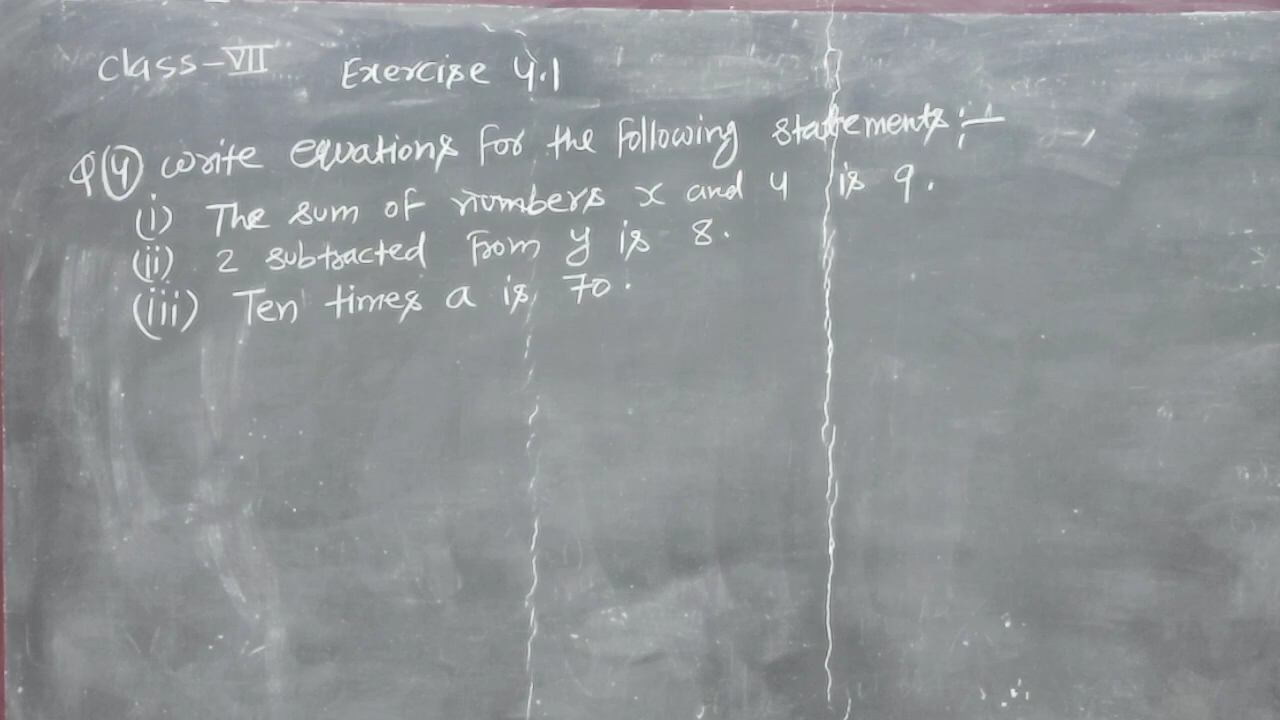 Class-VII Exercise 4.1
Q(4) Write equations for the following statements:-
(i) The sum of numbers x and 4 is 9.
(ii) 2 subtracted from y is 8.
(iii) Ten times a is 70.